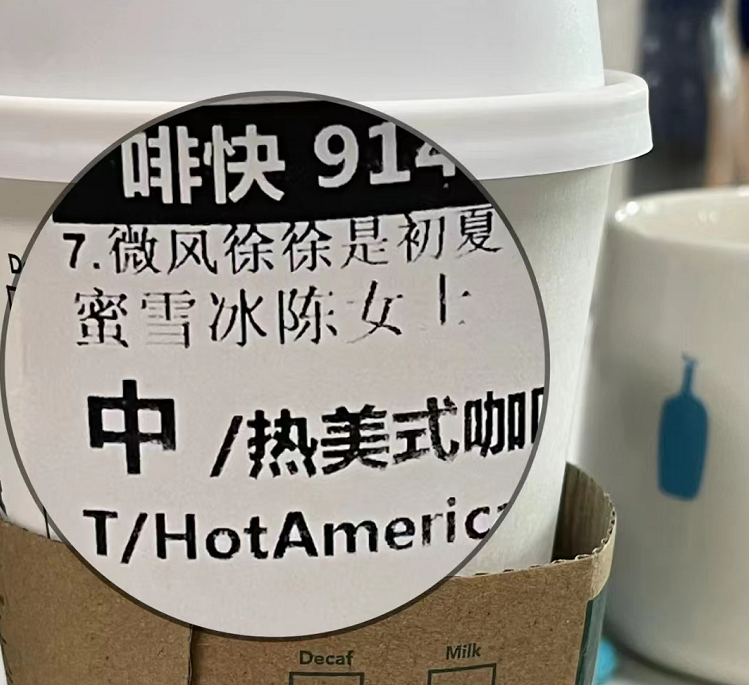 啡快 914
7.微风徐徐是初夏
蜜雪冰陈女士
中 /热美式咖啡
T/HotAmeric
D
Decaf
Milk